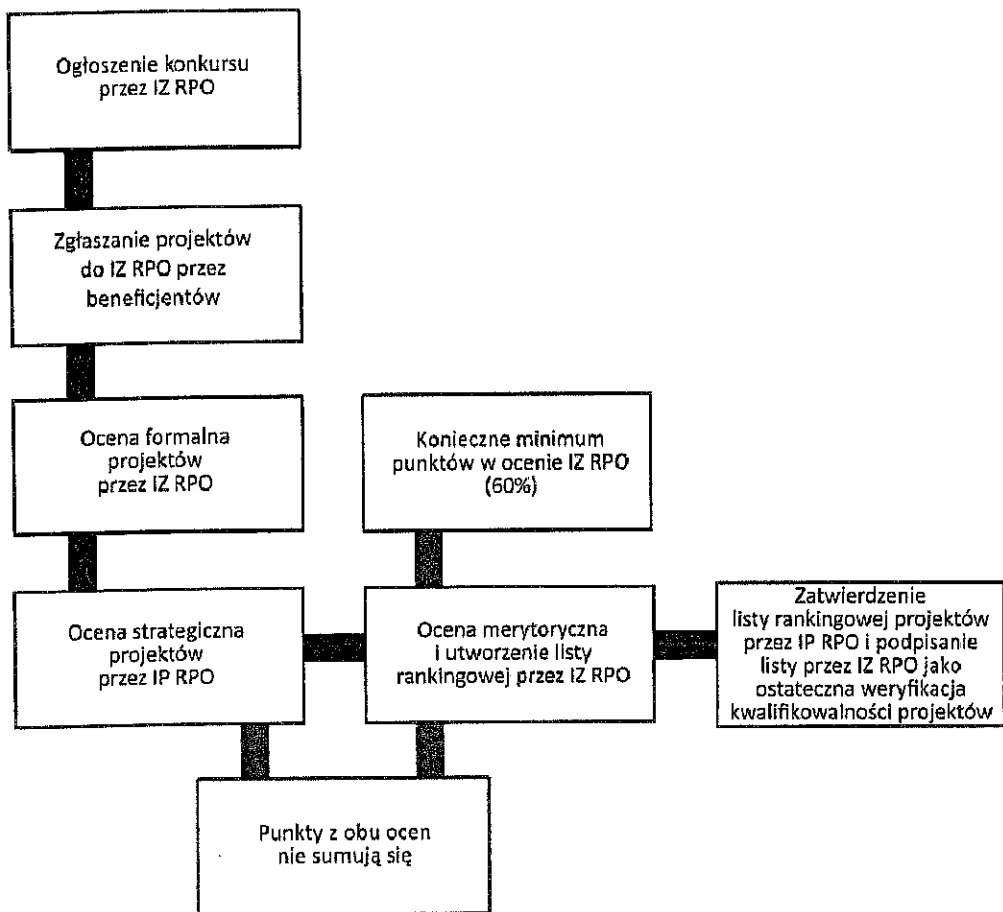 Ogłoszenie konkursu
przez IZ RPO
Zgłaszanie projektów
do IZ RPO przez
beneficjentów
Ocena formalna
projektów
przez IZ RPO
Konieczne minimum
punktów w ocenie IZ RPO
(60%)
Ocena strategiczna
projektów
przez IP RPO
Ocena merytoryczna
i utworzenie listy
rankingowej przez IZ RPO
Zatwierdzenie
listy rankingowej projektów
przez IP RPO i podpisanie
listy przez IZ RPO jako
ostateczna weryfikacja
kwalifikowalności projektów
Punkty z obu ocen
nie sumują się